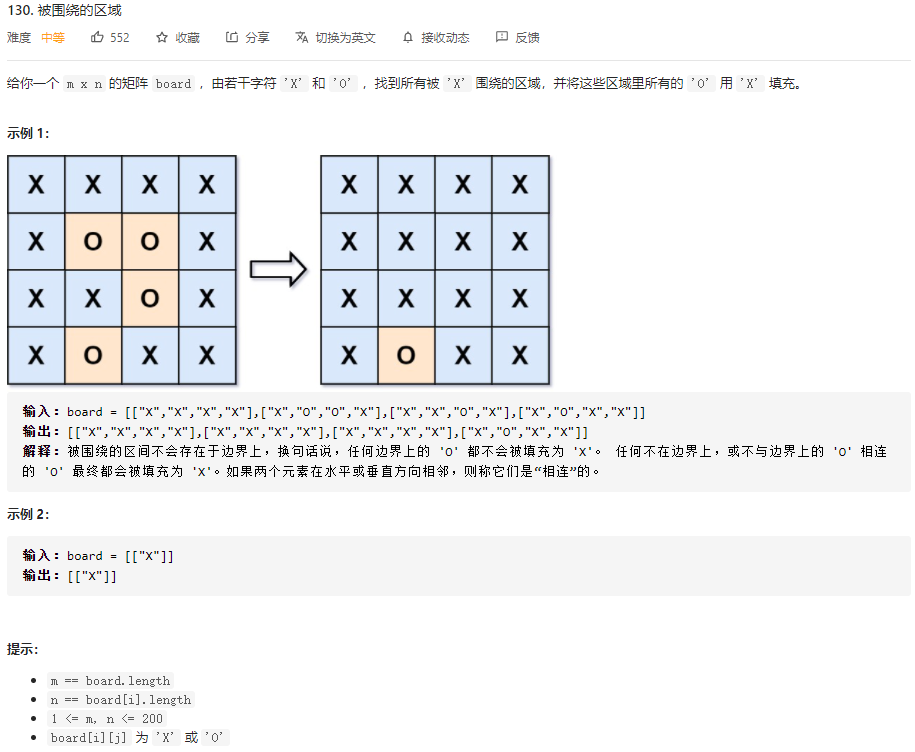 130. 被围绕的区域
难度 中等 552 收藏 分享 切换为英文 接收动态 反馈
给你一个 m x n 的矩阵 board ，由若干字符 'X' 和 'O' ，找到所有被 'X' 围绕的区域，并将这些区域里所有的 'O' 用 'X' 填充。
示例 1：
X X X X X X X X
X O O X X X X X
X X O X X X X X
X O X X X O X X
输入：board = [["X","X","X","X"],["X","O","O","X"],["X","X","O","X"],["X","O","X","X"]]
输出：[["X","X","X","X"],["X","X","X","X"],["X","X","X","X"],["X","O","X","X"]]
解释：被围绕的区间不会存在于边界上，换句话说，任何边界上的 'O' 都不会被填充为 'X'。 任何不在边界上，或不与边界上的 'O' 相连
的 'O' 最终都会被填充为 'X'。如果两个元素在水平或垂直方向相邻，则称它们是“相连”的。
示例 2：
输入：board = [["X"]]
输出：[["X"]]
提示：
m == board.length
n == board[i].length
1 <= m, n <= 200
board[i][j] 为 'X' 或 'O'